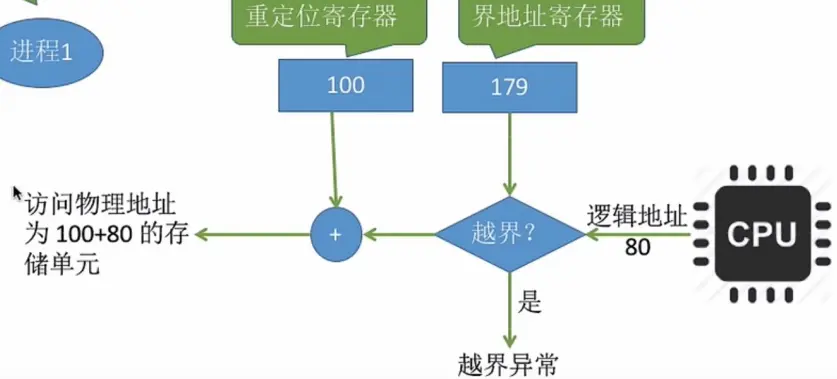 重定位寄存器
界地址寄存器
进程1
100
179
访问物理地址
为 100+80 的存
储单元
+
越界？
逻辑地址
80
CPU
是
越界异常